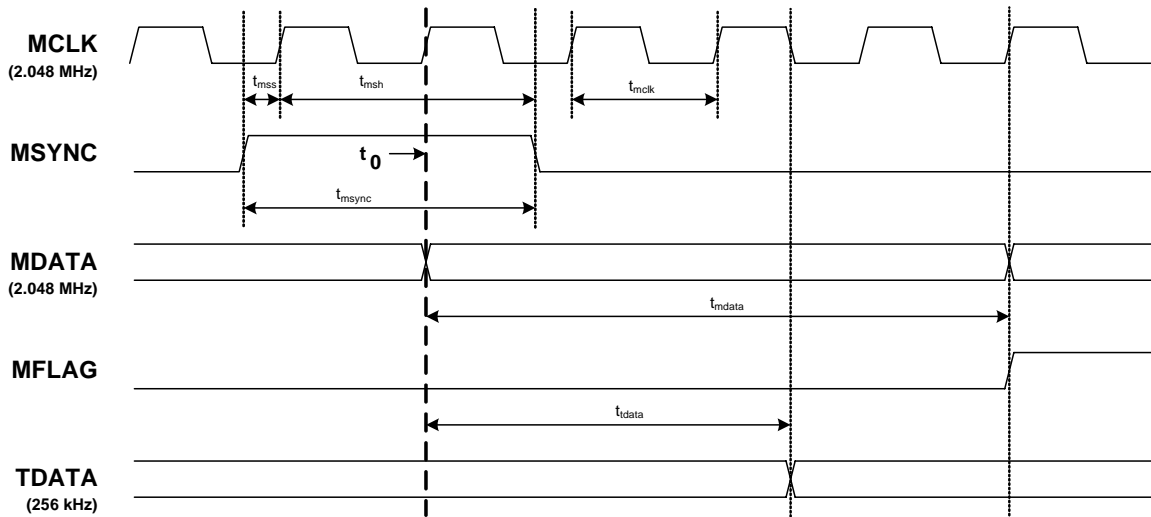 MCLK
(2.048 MHz)
tmss
tmsh
tmclk
MSYNC
t0
tmsync
MDATA
(2.048 MHz)
tmdata
MFLAG
ttdata
TDATA
(256 kHz)